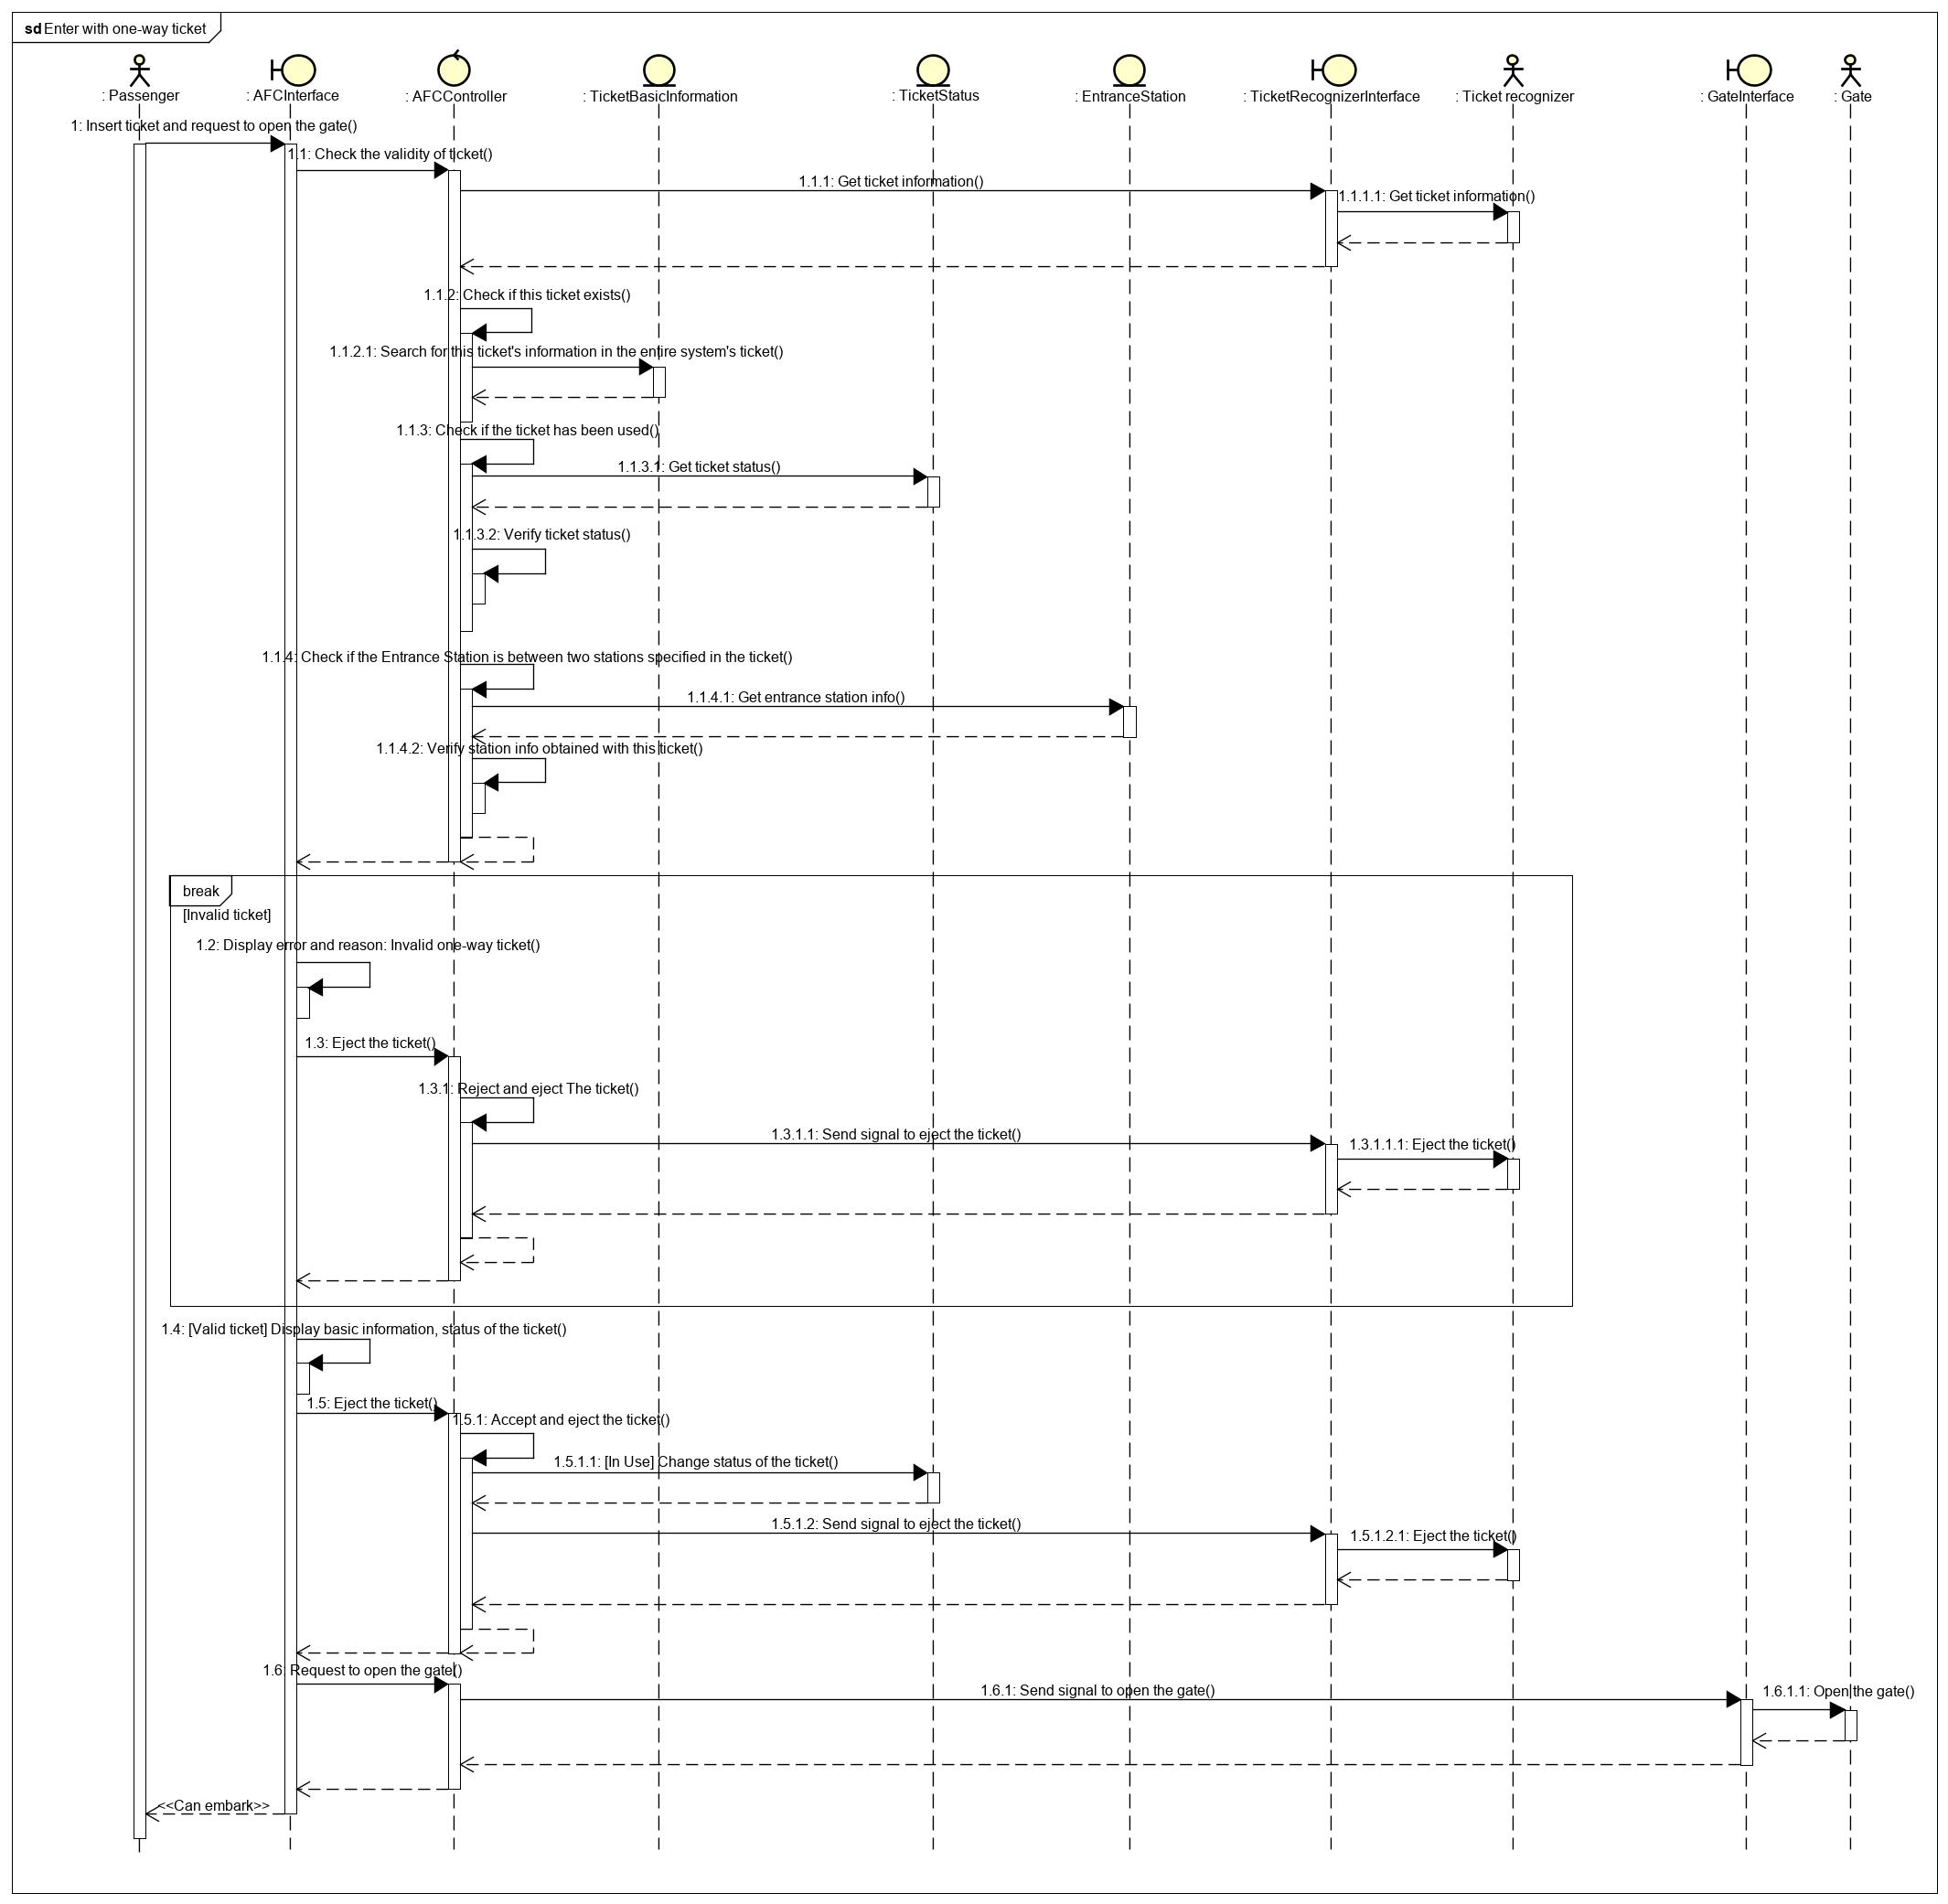 sd Enter with one-way ticket
: Passenger
: AFCInterface
: AFCController
: TicketBasicInformation
: TicketStatus
: EntranceStation
: TicketRecognizerInterface
: Ticket recognizer
: GateInterface
: Gate
1: Insert ticket and request to open the gate()
1.1: Check the validity of ticket()
1.1.1: Get ticket information()
1.1.1.1: Get ticket information()
1.1.2: Check if this ticket exists()
1.1.2.1: Search for this ticket's information in the entire system's ticket()
1.1.3: Check if the ticket has been used()
1.1.3.1: Get ticket status()
1.1.3.2: Verify ticket status()
1.1.4: Check if the Entrance Station is between two stations specified in the ticket()
1.1.4.1: Get entrance station info()
1.1.4.2: Verify station info obtained with this ticket()
break
[Invalid ticket]
1.2: Display error and reason: Invalid one-way ticket()
1.3: Eject the ticket()
1.3.1: Reject and eject The ticket()
1.3.1.1: Send signal to eject the ticket()
1.3.1.1.1: Eject the ticket()
1.4: [Valid ticket] Display basic information, status of the ticket()
1.5: Eject the ticket()
1.5.1: Accept and eject the ticket()
1.5.1.1: [In Use] Change status of the ticket()
1.5.1.2: Send signal to eject the ticket()
1.5.1.2.1: Eject the ticket()
1.6: Request to open the gate()
1.6.1: Send signal to open the gate()
1.6.1.1: Open the gate()
<<Can embark>>